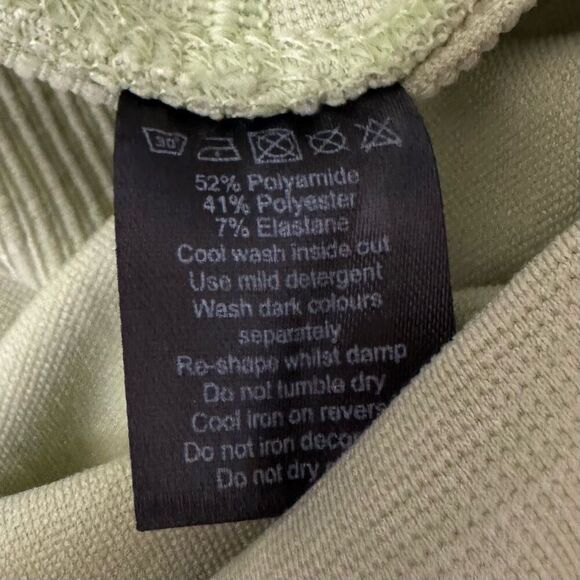 30°
52% Polyamide
41% Polyester
7% Elastane
Cool wash inside out
Use mild detergent
Wash dark colours
separately
Re-shape whilst damp
Do not tumble dry
Cool iron on revers
Do not iron deco
Do not dry